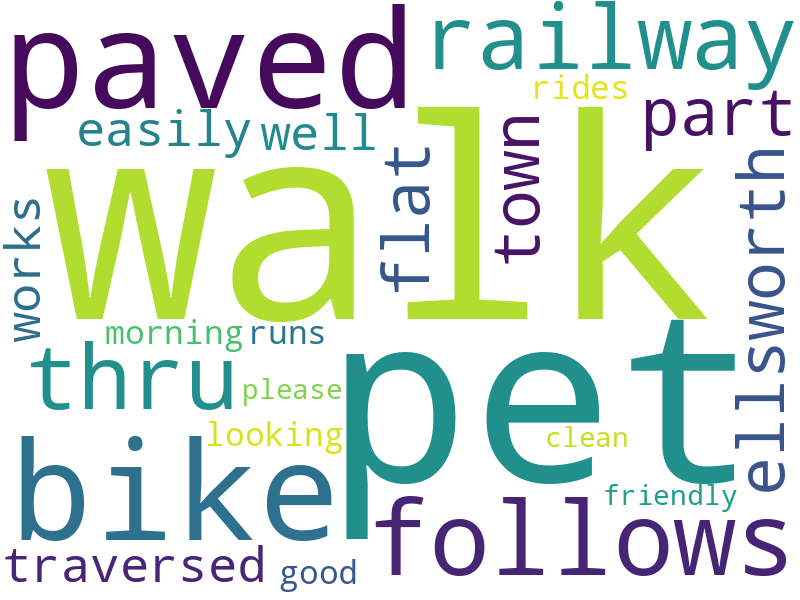 paved
railway
rides
part
easily
well
walk
flat
town
ellsworth
works
morning
runs
thru
pet
please
looking
clean
bike
friendly
follows
traversed
good